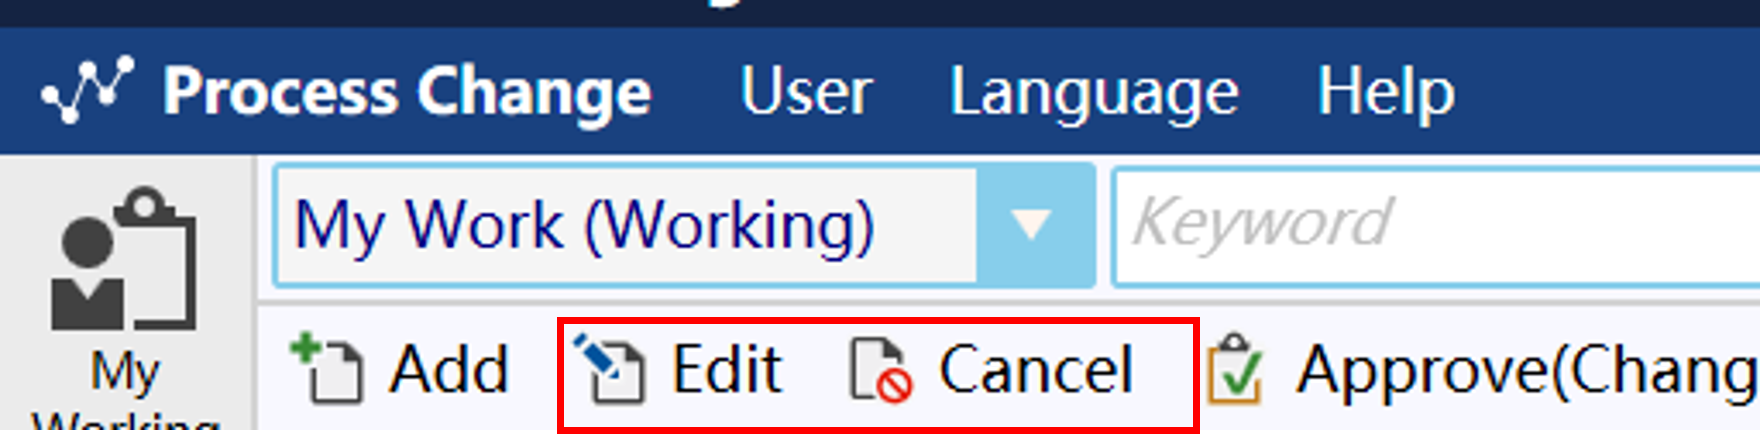 Process Change User Language Help
My Work (Working) Keyword
Add Edit Cancel Approve(Chang
My
Working